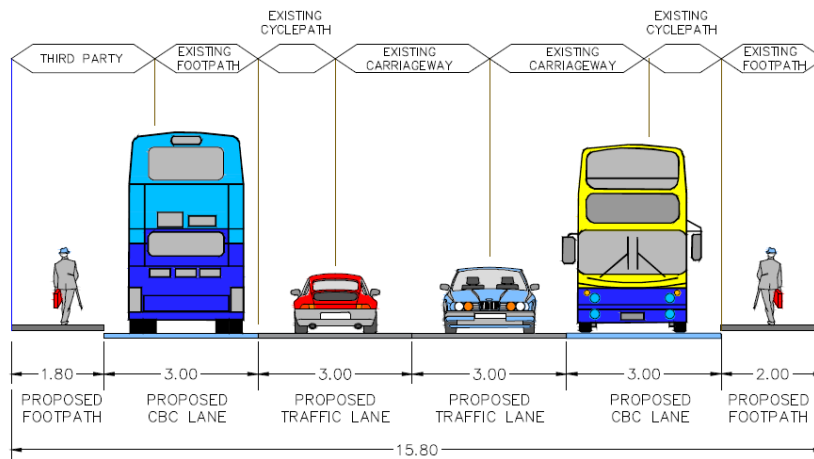 EXISTING
CYCLEPATH
EXISTING
CYCLEPATH
THIRD PARTY
EXISTING
FOOTPATH
EXISTING
CARRIAGEWAY
EXISTING
CARRIAGEWAY
EXISTING
FOOTPATH
1.80 3.00 3.00 3.00 3.00 2.00
PROPOSED
FOOTPATH
PROPOSED
CBC LANE
PROPOSED
TRAFFIC LANE
PROPOSED
TRAFFIC LANE
PROPOSED
CBC LANE
PROPOSED
FOOTPATH
15.80